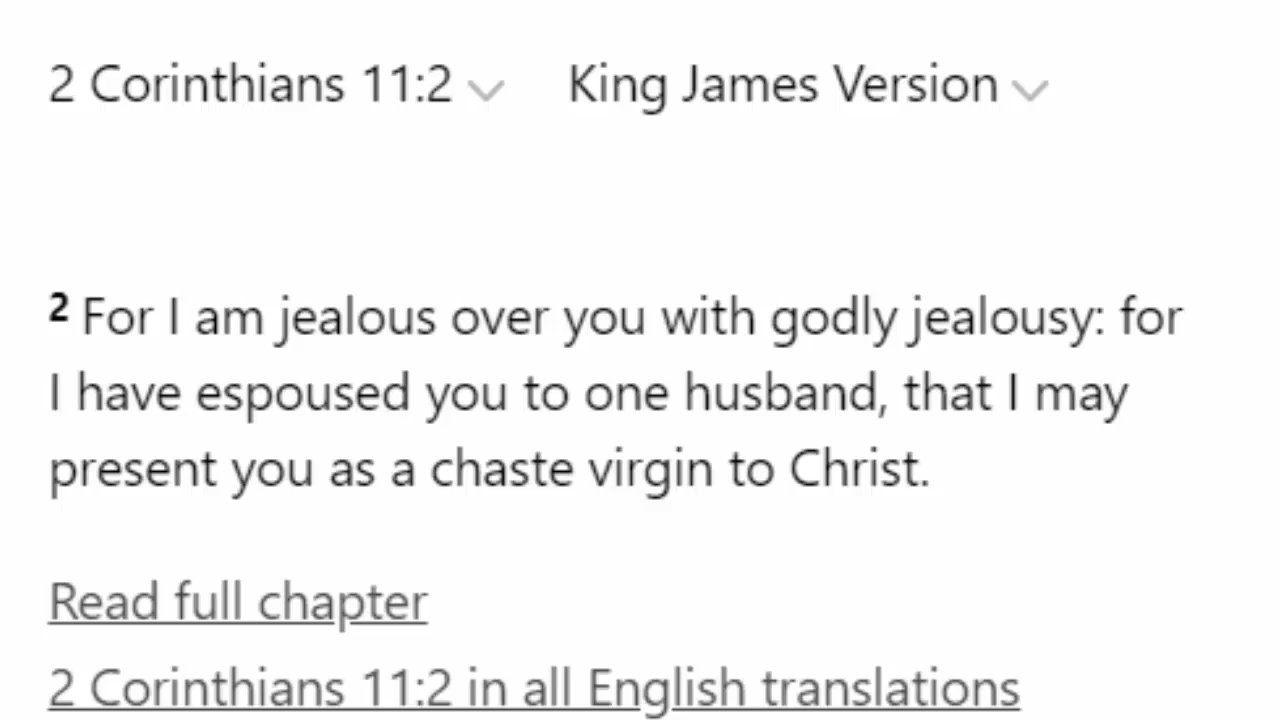 2 Corinthians 11:2 King James Version
2 For I am jealous over you with godly jealousy: for
I have espoused you to one husband, that I may
present you as a chaste virgin to Christ.
Read full chapter
2 Corinthians 11:2 in all English translations